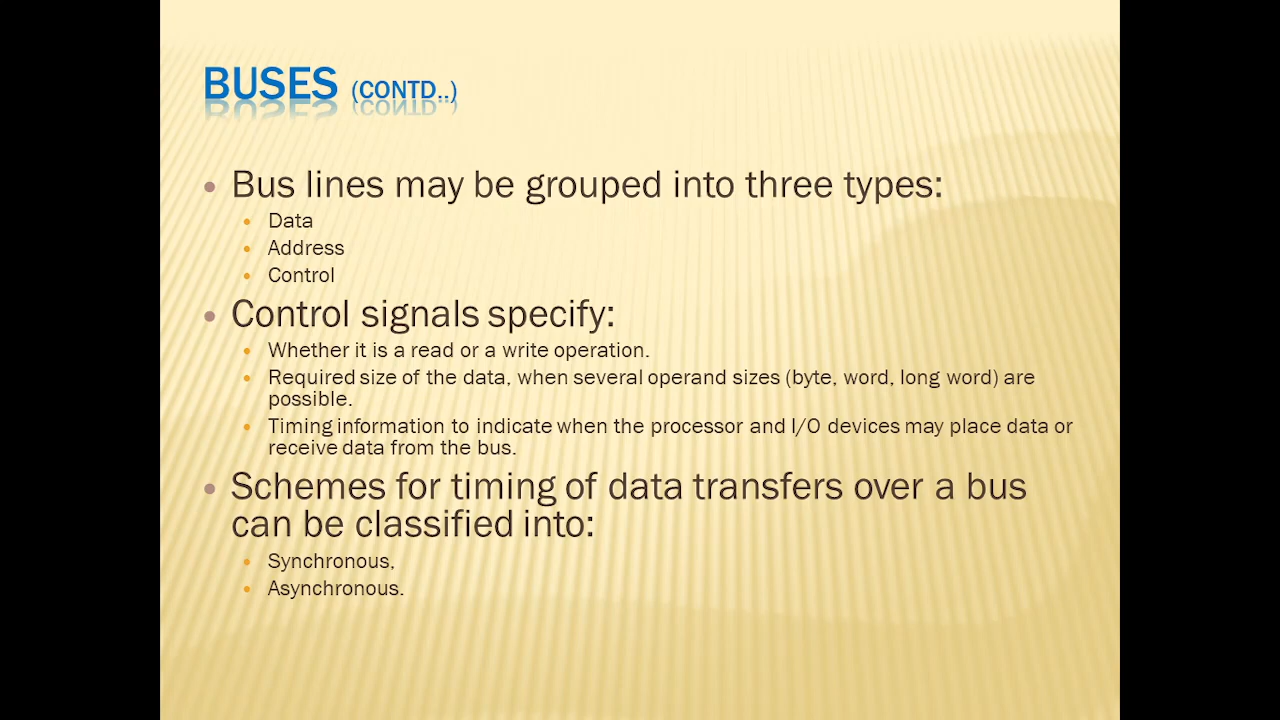 BUSES (CONTD..)
• Bus lines may be grouped into three types:
• Data
• Address
• Control
• Control signals specify:
• Whether it is a read or a write operation.
• Required size of the data, when several operand sizes (byte, word, long word) are
possible.
• Timing information to indicate when the processor and I/O devices may place data or
receive data from the bus.
• Schemes for timing of data transfers over a bus
can be classified into:
• Synchronous,
• Asynchronous.